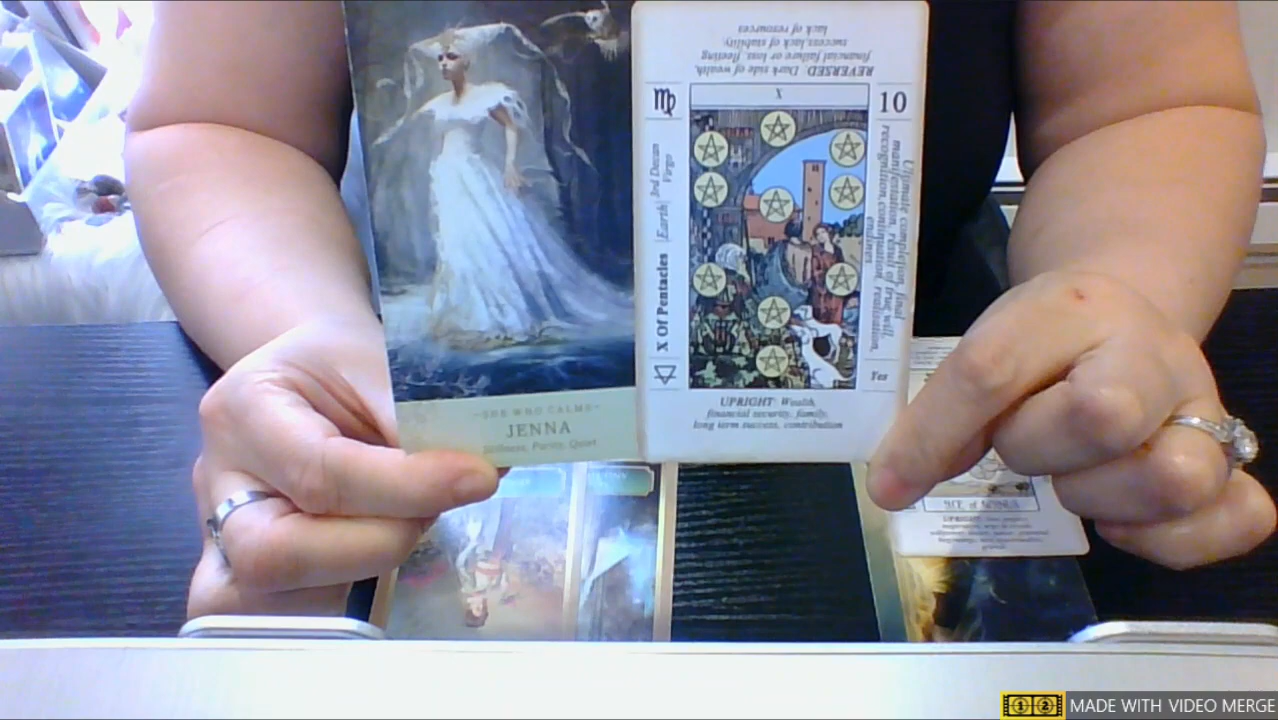 REVERSED: Dark side of wealth,
financial failure or loss, fleeting
success, lack of stability,
lack of resources
♍
X
10
3rd Decan
Virgo
Earth
X Of Pentacles
Ultimate completion, final
manifestation, result of true will,
recognition, continuation, realization,
endings
Yes
UPRIGHT: Wealth,
financial security, family,
long term success, contribution
~SHE WHO CALMS~
JENNA
Stillness, Purity, Quiet
UPRIGHT:
MADE WITH VIDEO MERGE